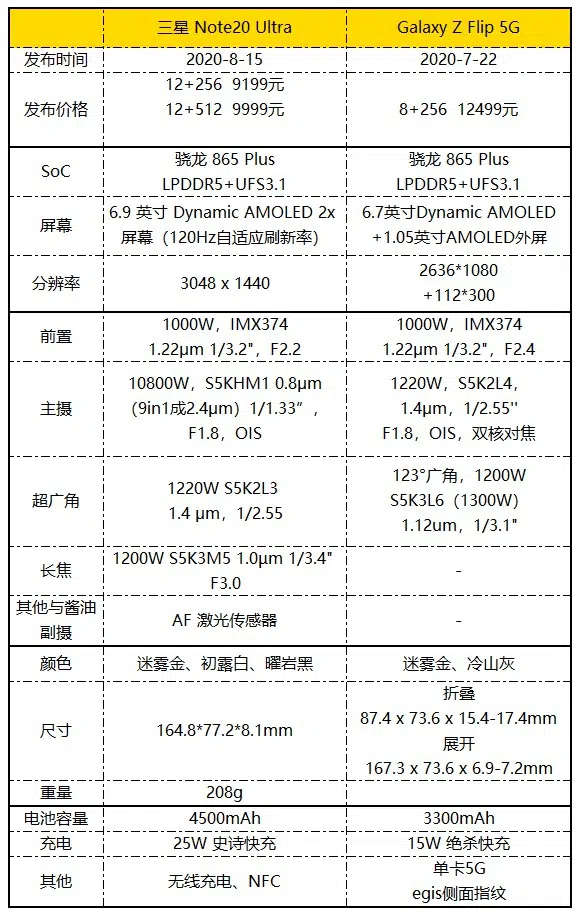 三星 Note20 Ultra
Galaxy Z Flip 5G
发布时间
2020-8-15
2020-7-22
发布价格
12+256 9199元
12+512 9999元
8+256 12499元
SoC
骁龙 865 Plus
LPDDR5+UFS3.1
骁龙 865 Plus
LPDDR5+UFS3.1
屏幕
6.9 英寸 Dynamic AMOLED 2x
屏幕（120Hz自适应刷新率）
6.7英寸Dynamic AMOLED
+1.05英寸AMOLED外屏
分辨率
3048 x 1440
2636*1080
+112*300
前置
1000W，IMX374
1.22μm 1/3.2"，F2.2
1000W，IMX374
1.22μm 1/3.2"，F2.4
主摄
10800W，S5KHM1 0.8μm
（9in1成2.4μm）1/1.33”，
F1.8，OIS
1220W，S5K2L4，
1.4μm，1/2.55''
F1.8，OIS，双核对焦
超广角
1220W S5K2L3
1.4 μm，1/2.55
123°广角，1200W
S5K3L6（1300W）
1.12um，1/3.1"
长焦
1200W S5K3M5 1.0μm 1/3.4"
F3.0
-
其他与酱油
副摄
AF 激光传感器
-
颜色
迷雾金、初露白、曜岩黑
迷雾金、冷山灰
尺寸
164.8*77.2*8.1mm
折叠
87.4 x 73.6 x 15.4-17.4mm
展开
167.3 x 73.6 x 6.9-7.2mm
重量
208g
电池容量
4500mAh
3300mAh
充电
25W 史诗快充
15W 绝杀快充
其他
无线充电、NFC
单卡5G
egis侧面指纹